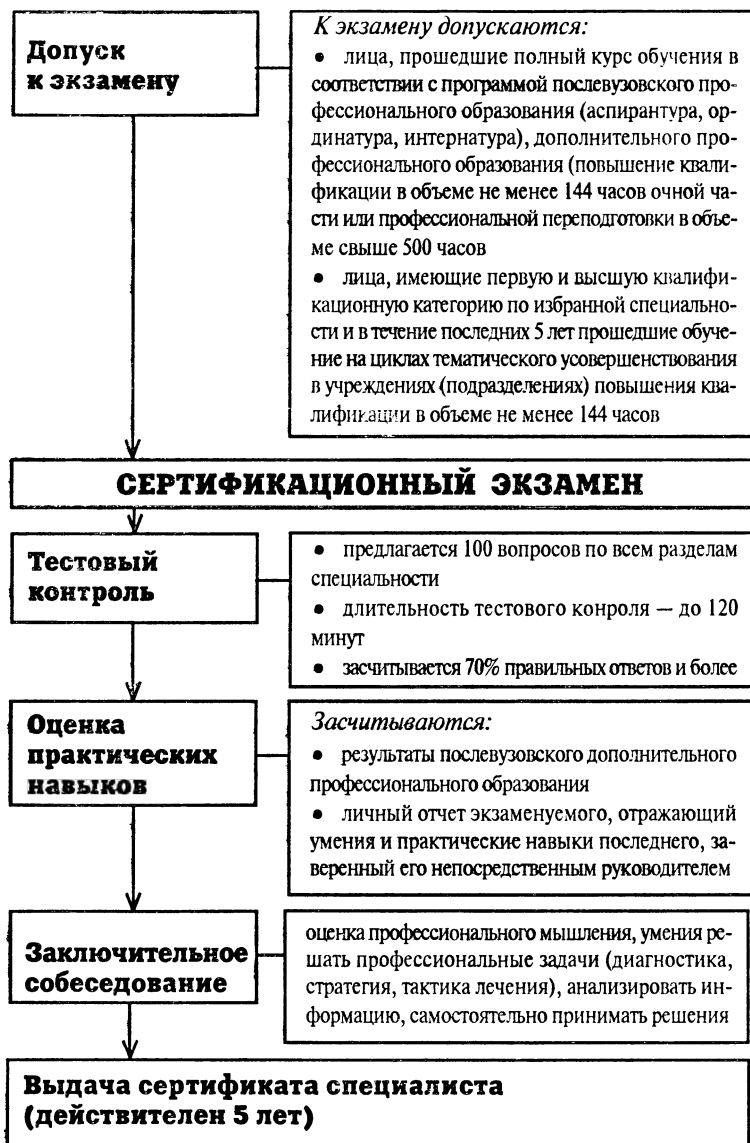 Допуск
к экзамену
К экзамену допускаются:
• лица, прошедшие полный курс обучения в
соответствии с программой послевузовского про-
фессионального образования (аспирантура, ор-
динатура, интернатура), дополнительного про-
фессионального образования (повышение квали-
фикации в объеме не менее 144 часов очной ча-
сти или профессиональной переподготовки в объе-
ме свыше 500 часов
• лица, имеющие первую и высшую квалифи-
кационную категорию по избранной специально-
сти и в течение последних 5 лет прошедшие обуче-
ние на циклах тематического усовершенствования
в учреждениях (подразделениях) повышения ква-
лификации в объеме не менее 144 часов
СЕРТИФИКАЦИОННЫЙ ЭКЗАМЕН
Тестовый
контроль
• предлагается 100 вопросов по всем разделам
специальности
• длительность тестового конроля — до 120
минут
• засчитывается 70% правильных ответов и более
Оценка
практических
навыков
Засчитываются:
• результаты послевузовского дополнительного
профессионального образования
• личный отчет экзаменуемого, отражающий
умения и практические навыки последнего, за-
веренный его непосредственным руководителем
Заключительное
собеседование
оценка профессионального мышления, умения ре-
шать профессиональные задачи (диагностика,
стратегия, тактика лечения), анализировать ин-
формацию, самостоятельно принимать решения
Выдача сертификата специалиста
(действителен 5 лет)